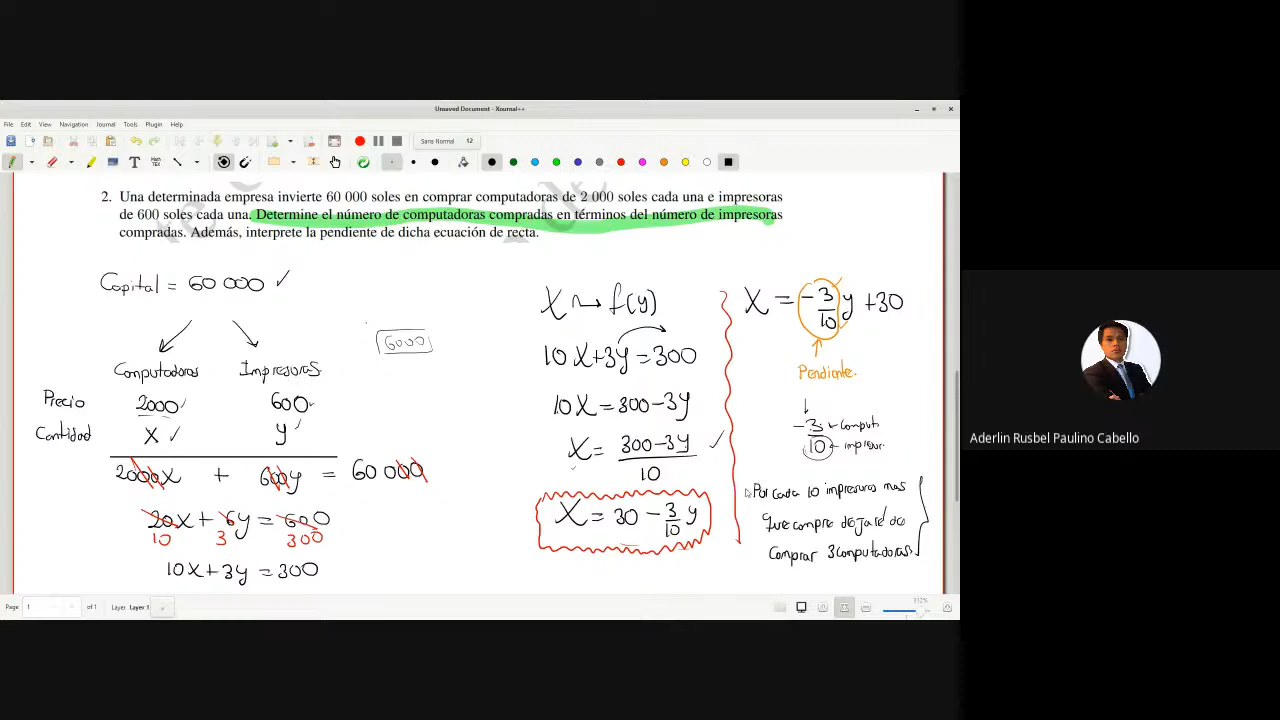 Unsaved Document - Xournal++
File Edit View Navigation Journal Tools Plugin Help
Sans Normal 12
2. Una determinada empresa invierte 60 000 soles en comprar computadoras de 2 000 soles cada una e impresoras
de 600 soles cada una. Determine el número de computadoras compradas en términos del número de impresoras
compradas. Además, interprete la pendiente de dicha ecuación de recta.
Capital = 60 000 ✓
6000
Computadoras Impresoras
Precio 2000 600
Cantidad X ✓ y
2000X + 600y = 60 000
20X + 6y = 600
10 3 300
10X + 3y = 300
X ⇝ f(y)
10X + 3y = 300
10X = 300 - 3y
X = 300 - 3y / 10 ✓
X = 30 - 3/10 y
X = -3/10 y + 30
Pendiente.
-3 ← Comput.
10 ← impresor.
Por cada 10 impresoras mas
que compre dejaré de
Comprar 3 computadoras
Page 1 of 1 Layer Layer 1 312%
Aderlin Rusbel Paulino Cabello